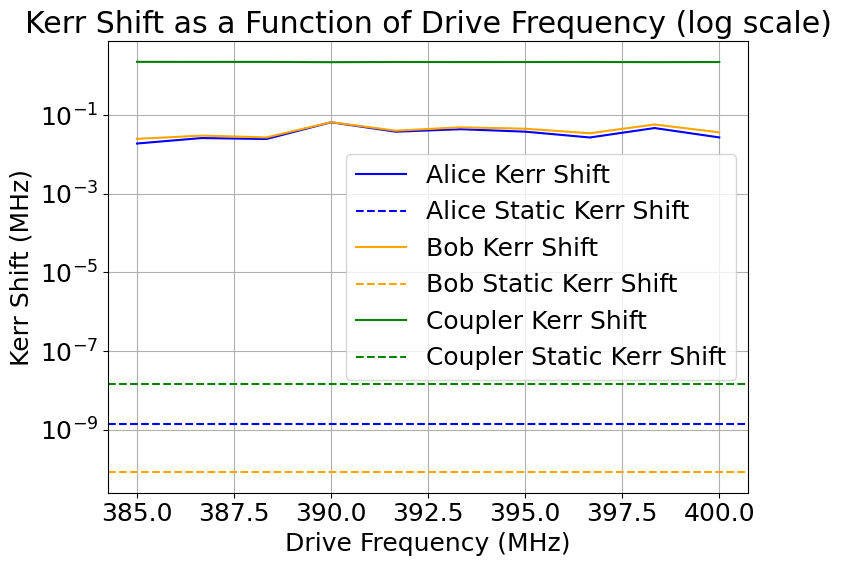 Kerr Shift as a Function of Drive Frequency (log scale)
Kerr Shift (MHz)
10⁻¹
10⁻³
10⁻⁵
10⁻⁷
10⁻⁹
Alice Kerr Shift
Alice Static Kerr Shift
Bob Kerr Shift
Bob Static Kerr Shift
Coupler Kerr Shift
Coupler Static Kerr Shift
385.0 387.5 390.0 392.5 395.0 397.5 400.0
Drive Frequency (MHz)